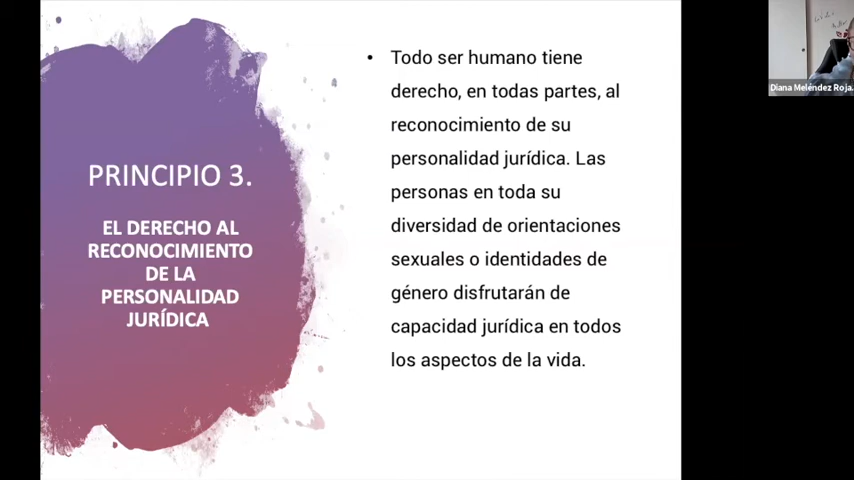 PRINCIPIO 3.
EL DERECHO AL
RECONOCIMIENTO
DE LA
PERSONALIDAD
JURÍDICA
• Todo ser humano tiene
derecho, en todas partes, al
reconocimiento de su
personalidad jurídica. Las
personas en toda su
diversidad de orientaciones
sexuales o identidades de
género disfrutarán de
capacidad jurídica en todos
los aspectos de la vida.
Diana Meléndez Roja.